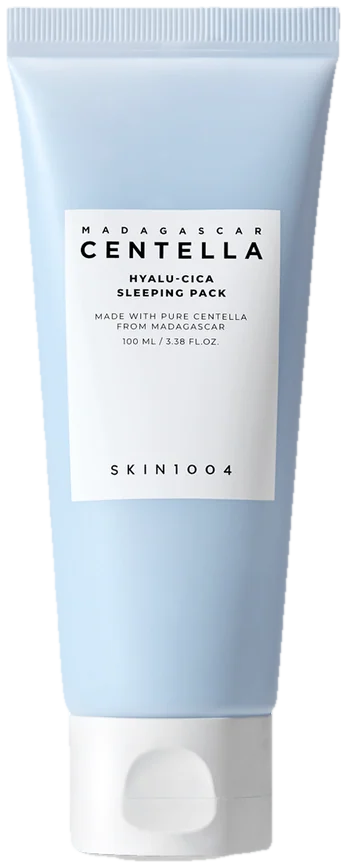 MADAGASCAR
CENTELLA
HYALU-CICA
SLEEPING PACK
MADE WITH PURE CENTELLA
FROM MADAGASCAR
100 ML / 3.38 FL.OZ.
SKIN1004